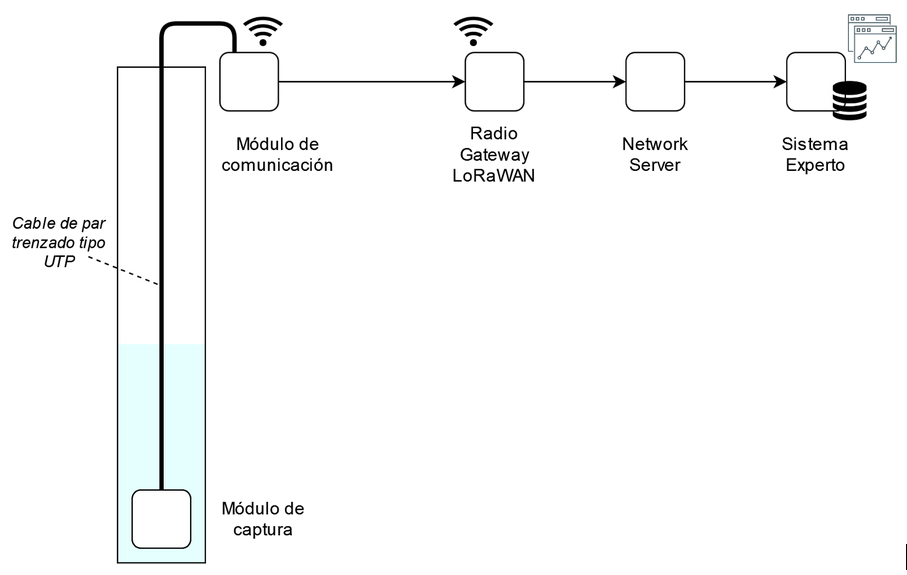 Módulo de
comunicación
Radio
Gateway
LoRaWAN
Network
Server
Sistema
Experto
Cable de par
trenzado tipo
UTP
Módulo de
captura